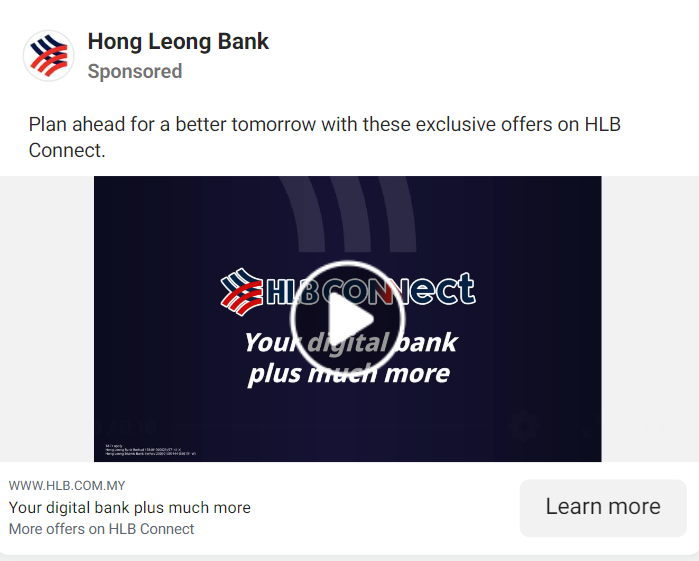 Hong Leong Bank
Sponsored
Plan ahead for a better tomorrow with these exclusive offers on HLB
Connect.
HLBCONNECT
Your digital bank
plus much more
WWW.HLB.COM.MY
Your digital bank plus much more
More offers on HLB Connect
Learn more